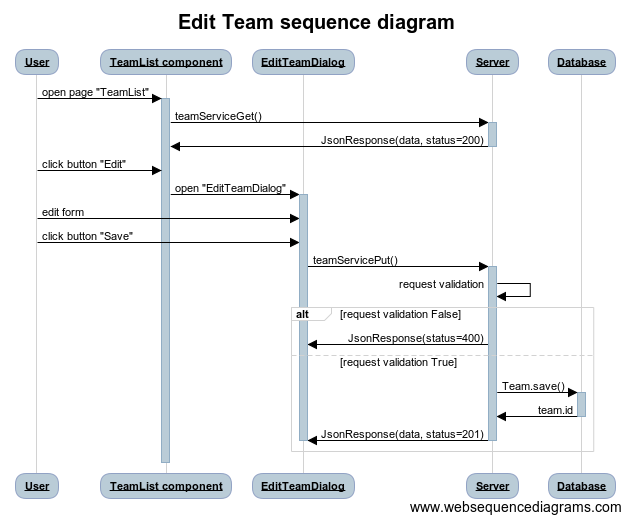 Edit Team sequence diagram
User TeamList component EditTeamDialog Server Database
open page "TeamList"
teamServiceGet()
JsonResponse(data, status=200)
click button "Edit"
open "EditTeamDialog"
edit form
click button "Save"
teamServicePut()
request validation
alt [request validation False]
JsonResponse(status=400)
[request validation True]
Team.save()
team.id
JsonResponse(data, status=201)
User TeamList component EditTeamDialog Server Database
www.websequencediagrams.com